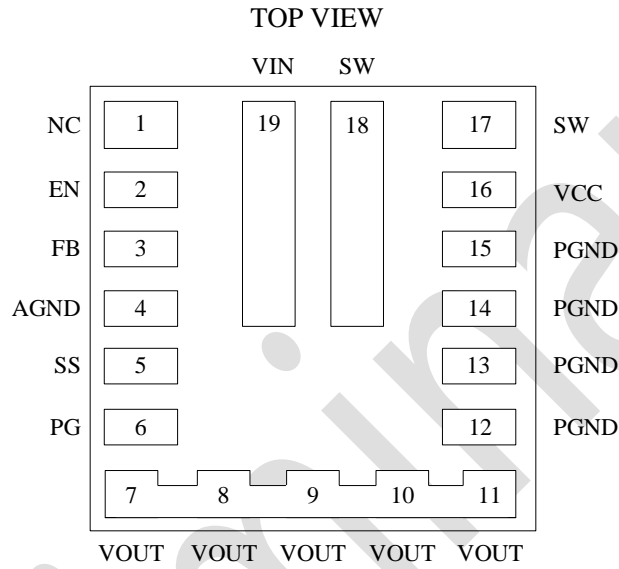 TOP VIEW
VIN SW
NC 1 19 18 17 SW
EN 2 16 VCC
FB 3 15 PGND
AGND 4 14 PGND
SS 5 13 PGND
PG 6 12 PGND
7 8 9 10 11
VOUT VOUT VOUT VOUT VOUT